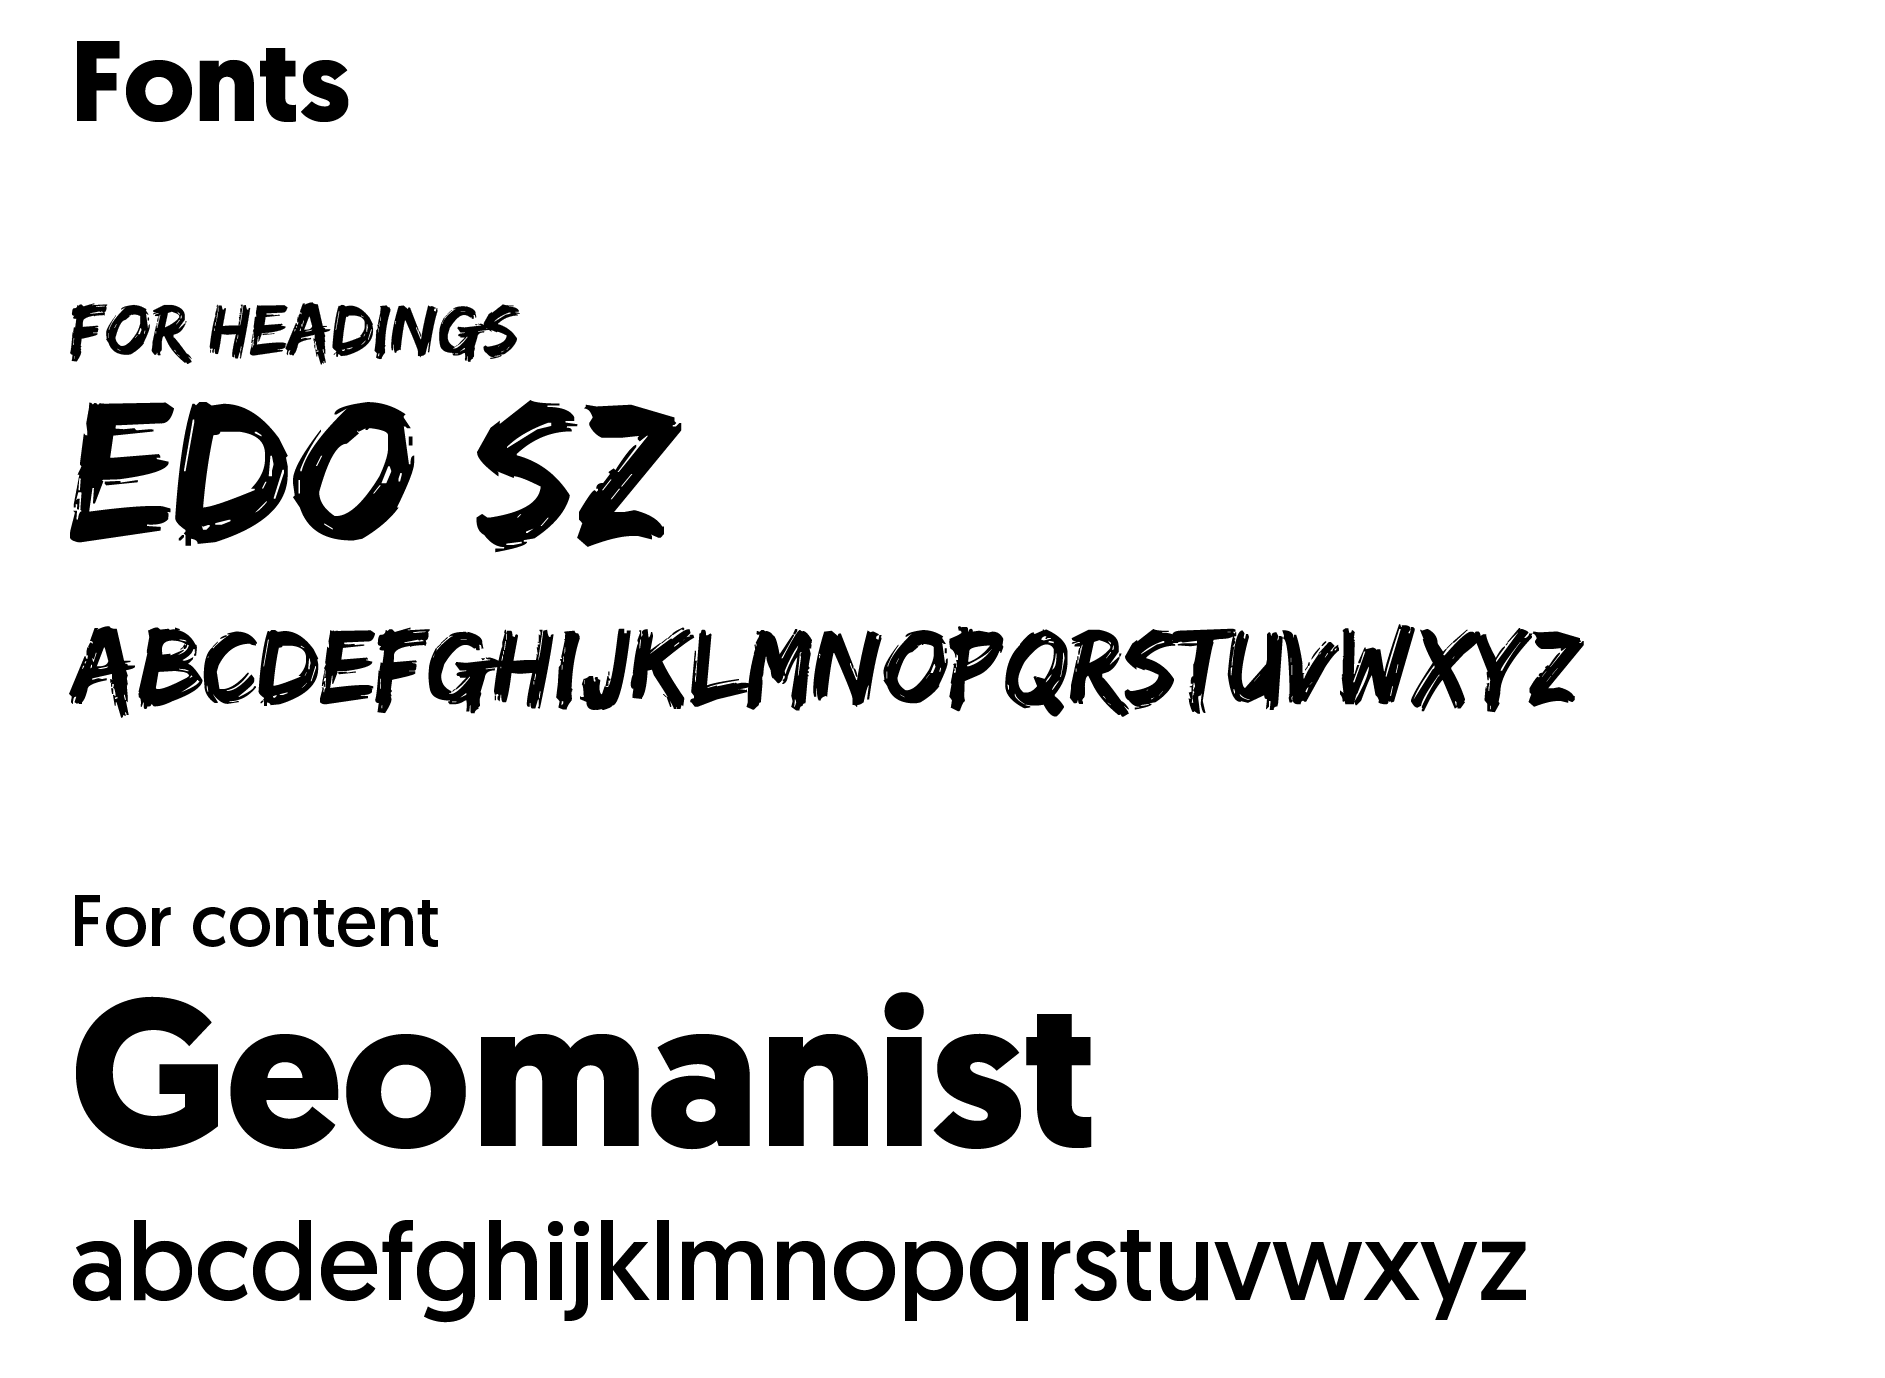 Fonts
FOR HEADINGS
EDO SZ
ABCDEFGHIJKLMNOPQRSTUVWXYZ
For content
Geomanist
abcdefghijklmnopqrstuvwxyz